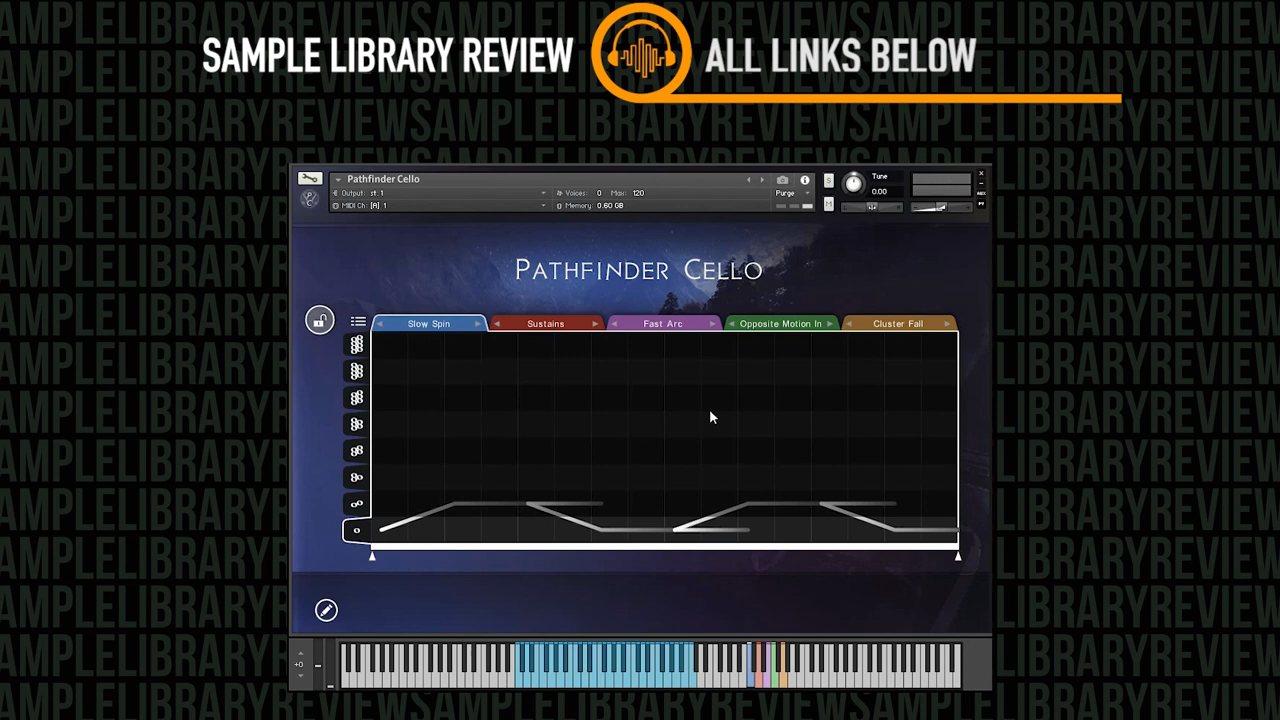 SAMPLE LIBRARY REVIEW ALL LINKS BELOW
Pathfinder Cello
Output: st.1 Voices: 0 Max: 120 Purge
MIDI Ch: [A] 1 Memory: 0.60 GB
S
M
Tune
0.00
PATHFINDER CELLO
Slow Spin Sustains Fast Arc Opposite Motion In Cluster Fall
+0